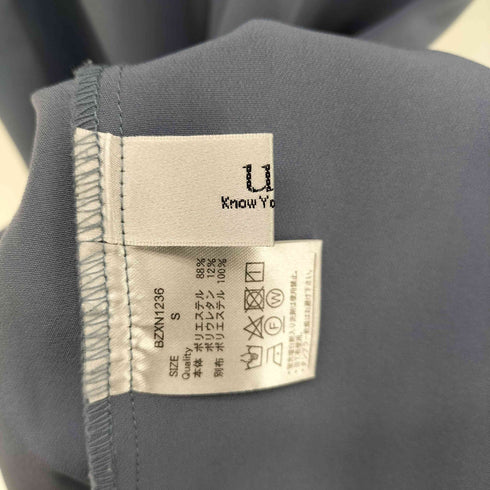 u
Know Yo
BZXN1236
SIZE S
Quality
本体 ポリエステル 88%
ポリウレタン 12%
別布 ポリエステル 100%